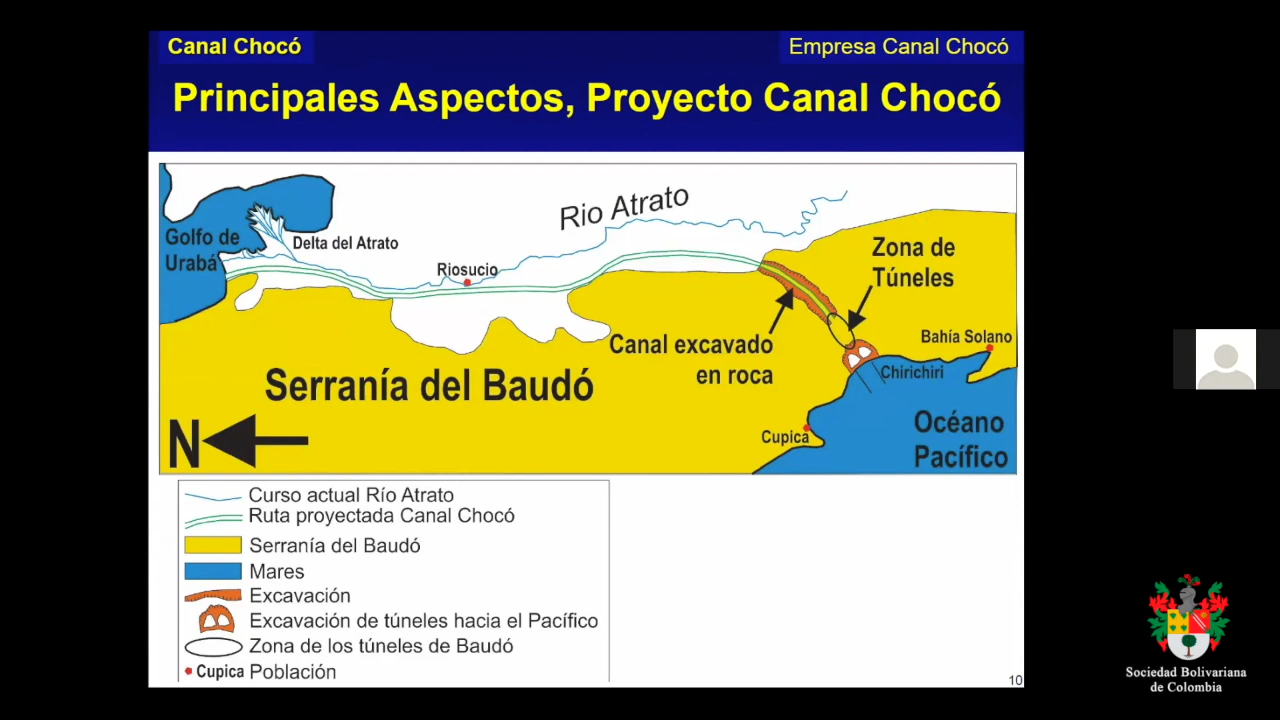 Canal Chocó
Empresa Canal Chocó
Principales Aspectos, Proyecto Canal Chocó
Rio Atrato
Golfo de
Urabá
Delta del Atrato
Riosucio
Zona de
Túneles
Canal excavado
en roca
Bahía Solano
Chirichiri
Serranía del Baudó
N
Cupica
Océano
Pacífico
Curso actual Río Atrato
Ruta proyectada Canal Chocó
Serranía del Baudó
Mares
Excavación
Excavación de túneles hacia el Pacífico
Zona de los túneles de Baudó
Cupica Población
10
Sociedad Bolivariana
de Colombia